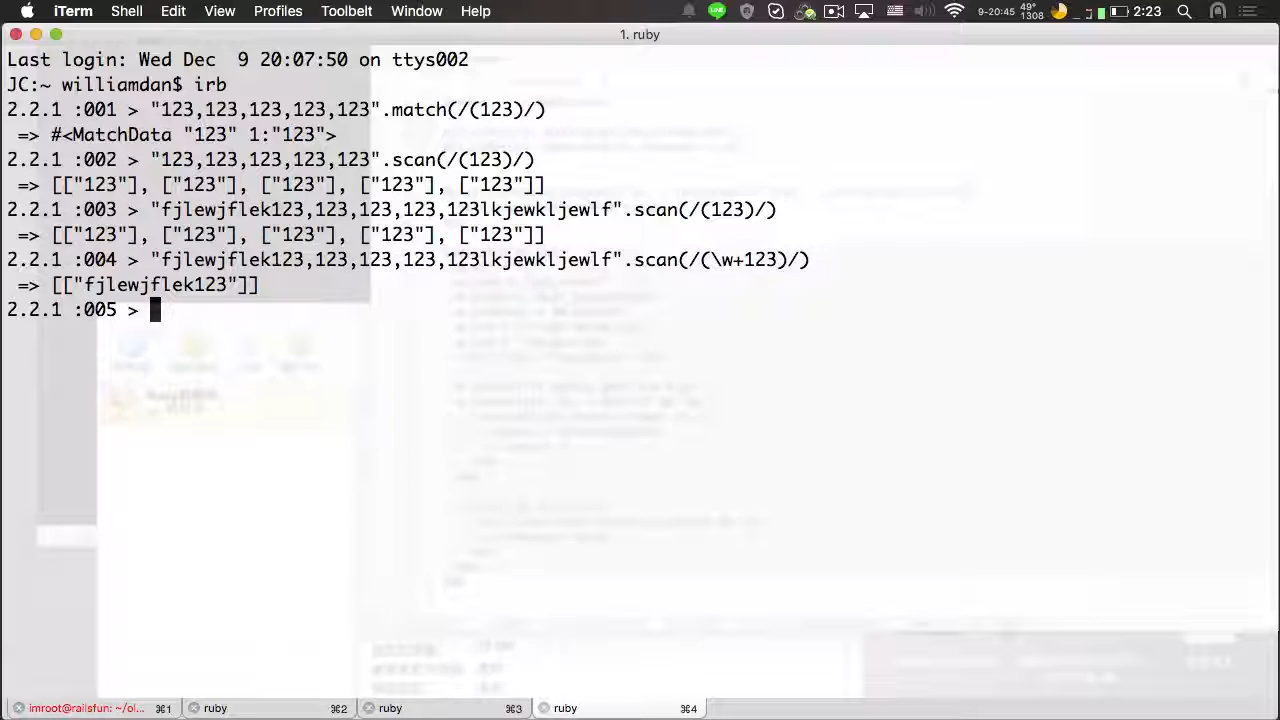 iTerm Shell Edit View Profiles Toolbelt Window Help 9-20:45 49° 1308 2:23
1. ruby
Last login: Wed Dec  9 20:07:50 on ttys002
JC:~ williamdan$ irb
2.2.1 :001 > "123,123,123,123,123".match(/(123)/)
 => #<MatchData "123" 1:"123">
2.2.1 :002 > "123,123,123,123,123".scan(/(123)/)
 => [["123"], ["123"], ["123"], ["123"], ["123"]]
2.2.1 :003 > "fjlewjflek123,123,123,123,123lkjewkljewlf".scan(/(123)/)
 => [["123"], ["123"], ["123"], ["123"], ["123"]]
2.2.1 :004 > "fjlewjflek123,123,123,123,123lkjewkljewlf".scan(/(\w+123)/)
 => [["fjlewjflek123"]]
2.2.1 :005 >
imroot@railsfun: ~/ol... ⌘1 ruby ⌘2 ruby ⌘3 ruby ⌘4